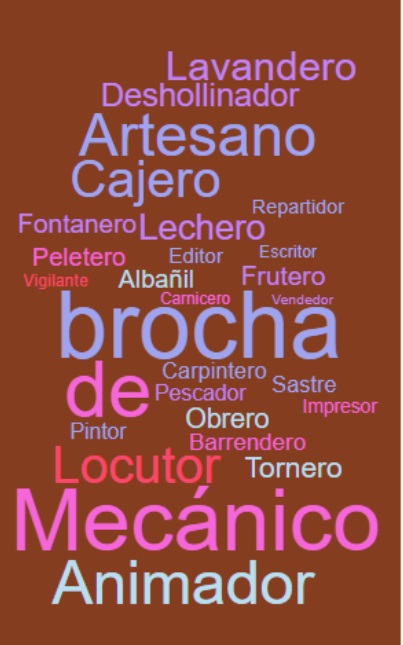 Lavandero
Deshollinador
Artesano
Cajero
Repartidor
Fontanero Lechero
Peletero Editor Escritor
Vigilante Albañil Frutero
Carnicero Vendedor
brocha
Carpintero
de Pescador Sastre
Impresor
Pintor Obrero
Barrendero
Locutor Tornero
Mecánico
Animador